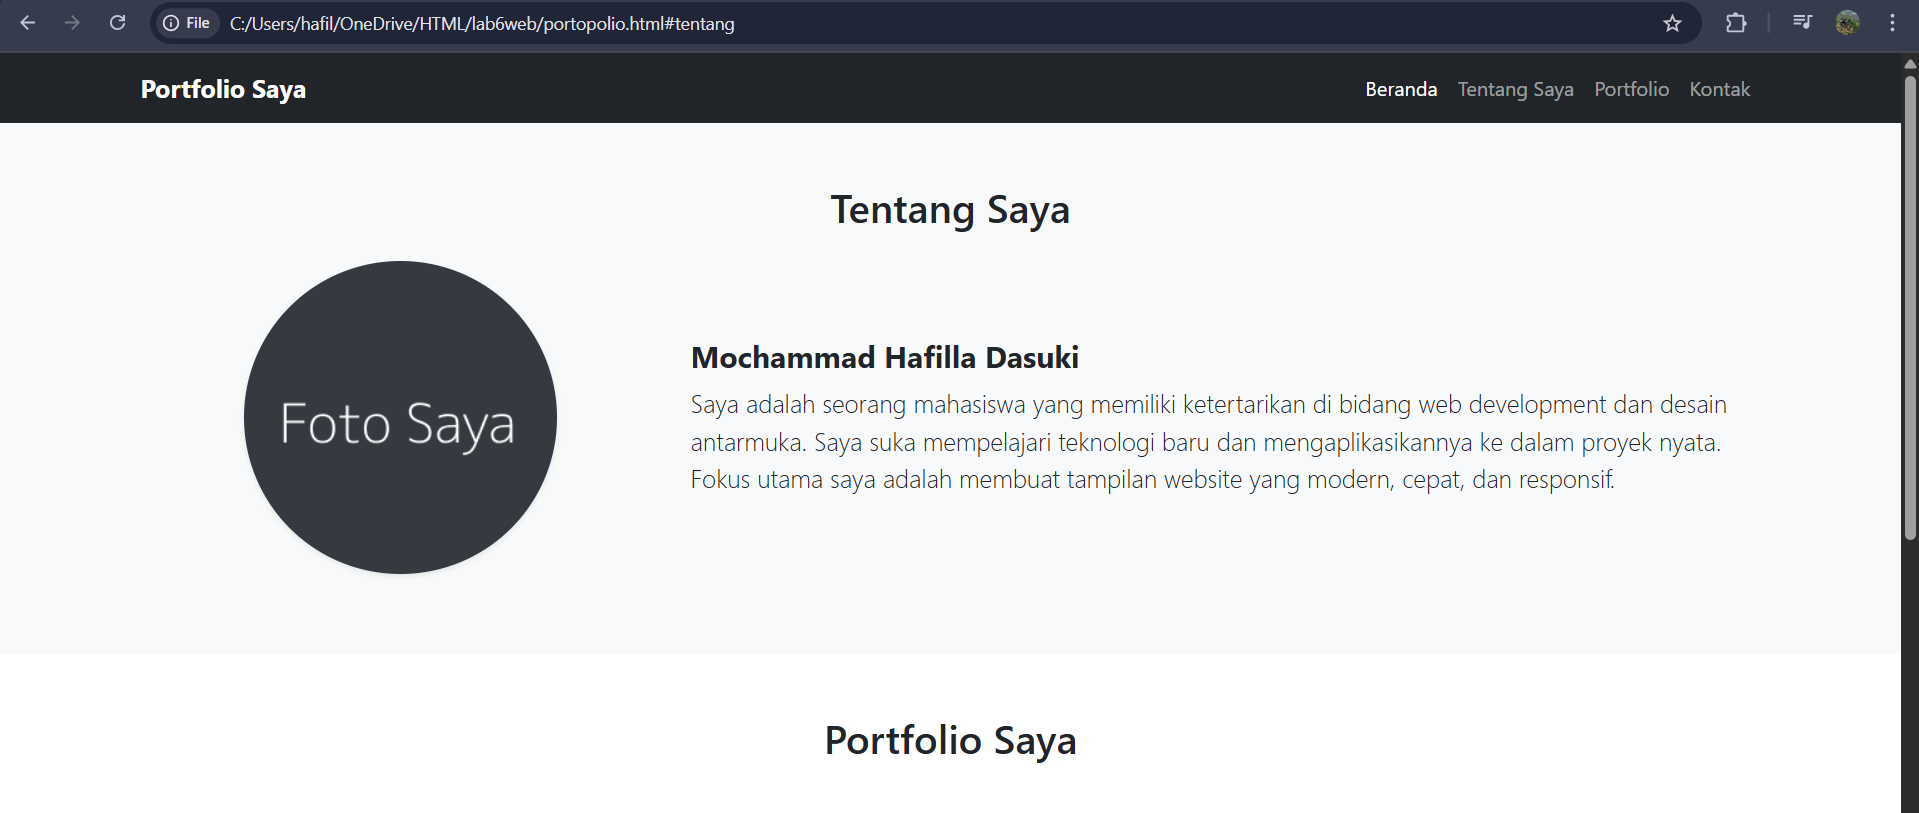 File C:/Users/hafil/OneDrive/HTML/lab6web/portopolio.html#tentang
Portfolio Saya Beranda Tentang Saya Portfolio Kontak
Tentang Saya
Foto Saya
Mochammad Hafilla Dasuki
Saya adalah seorang mahasiswa yang memiliki ketertarikan di bidang web development dan desain
antarmuka. Saya suka mempelajari teknologi baru dan mengaplikasikannya ke dalam proyek nyata.
Fokus utama saya adalah membuat tampilan website yang modern, cepat, dan responsif.
Portfolio Saya